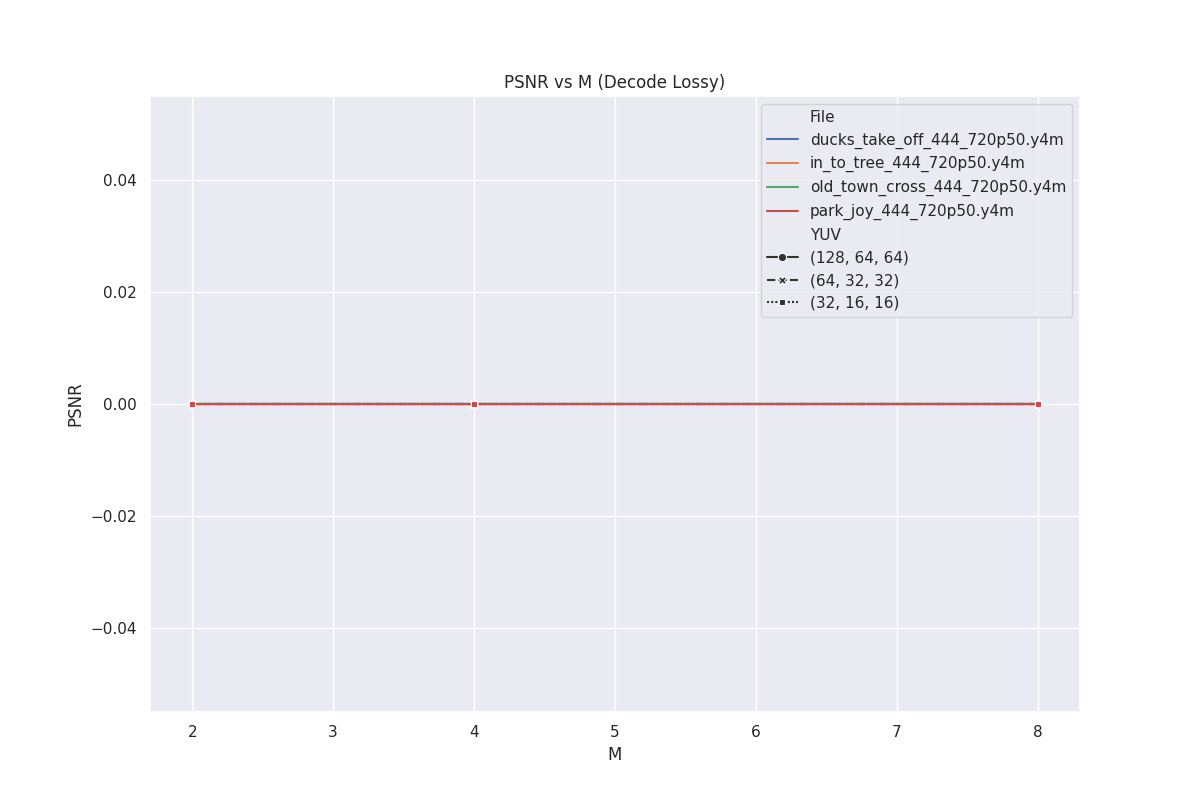 PSNR vs M (Decode Lossy)
File
ducks_take_off_444_720p50.y4m
in_to_tree_444_720p50.y4m
old_town_cross_444_720p50.y4m
park_joy_444_720p50.y4m
YUV
(128, 64, 64)
(64, 32, 32)
(32, 16, 16)
PSNR
0.04
0.02
0.00
−0.02
−0.04
2 3 4 5 6 7 8
M